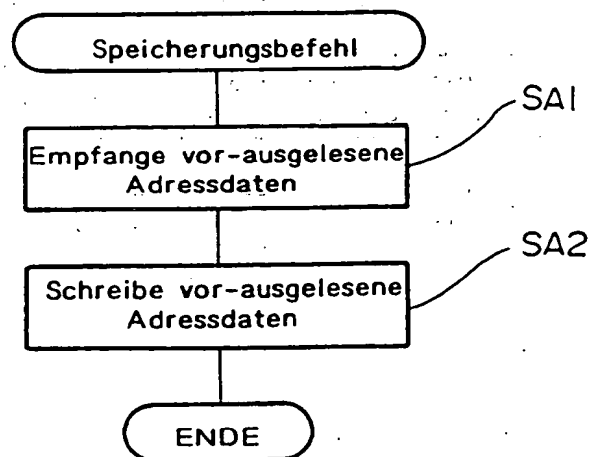 Speicherungsbefehl
SA1
Empfange vor-ausgelesene
Adressdaten
SA2
Schreibe vor-ausgelesene
Adressdaten
ENDE